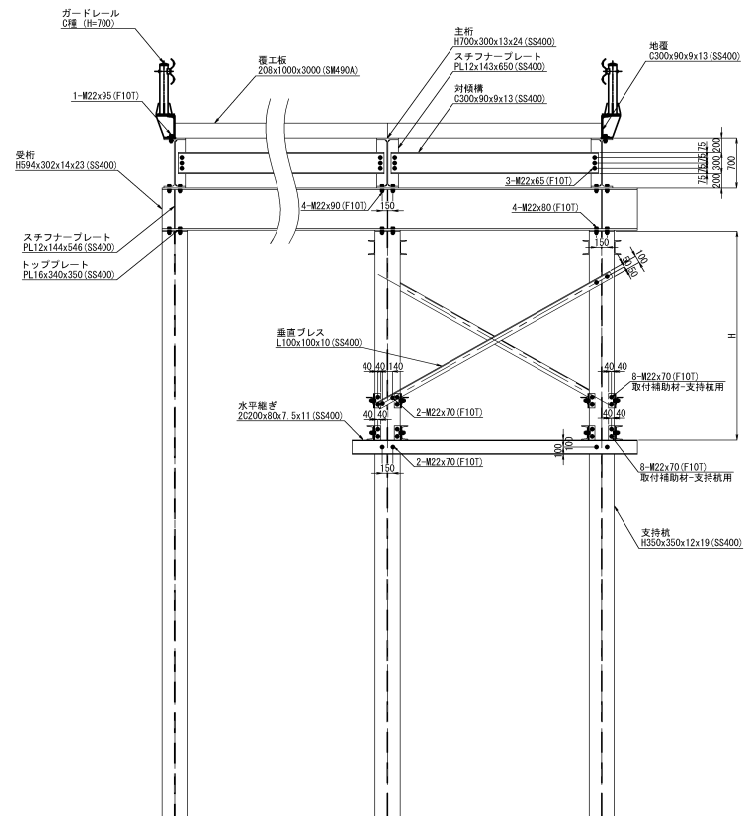 ガードレール
C種 (H=700)
主桁
H700x300x13x24(SS400)
スチフナープレート
PL12x143x650(SS400)
地覆
C300x90x9x13(SS400)
覆工板
208x1000x3000(SM490A)
対傾構
C300x90x9x13(SS400)
1-M22x95(F10T)
受桁
H594x302x14x23(SS400)
200
75
75
75
75
300
200
700
3-M22x65(F10T)
4-M22x90(F10T)
150
4-M22x80(F10T)
150
スチフナープレート
PL12x144x546(SS400)
トッププレート
PL16x340x350(SS400)
100
50
50
H
垂直ブレス
L100x100x10(SS400)
40
40
140
40
40
8-M22x70(F10T)
取付補助材-支持杭用
水平継ぎ
2C200x80x7.5x11(SS400)
40
40
2-M22x70(F10T)
40
40
100
100
150
2-M22x70(F10T)
8-M22x70(F10T)
取付補助材-支持杭用
支持杭
H350x350x12x19(SS400)